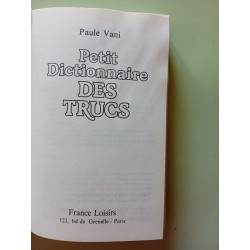 Paule Vani
Petit
Dictionnaire
DES
TRUCS
France Loisirs
123, bd de Grenelle - Paris